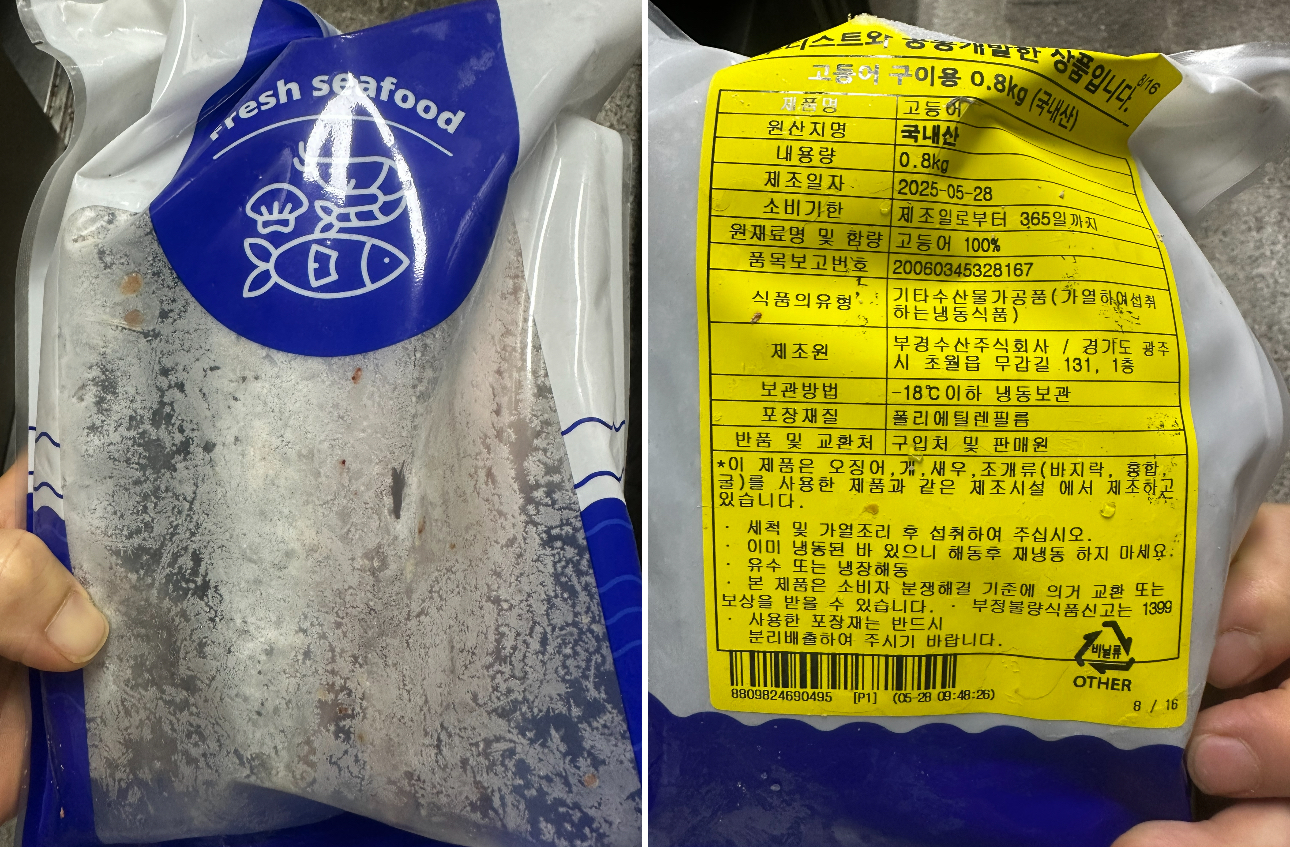 Fresh seafood
공동개발한 상품입니다.
8/16
고등어 구이용 0.8kg (국내산)
제품명 고등어
원산지명 국내산
내용량 0.8kg
제조일자 2025-05-28
소비기한 제조일로부터 365일까지
원재료명 및 함량 고등어 100%
품목보고번호 20060345328167
식품의유형 기타수산물가공품(가열하여섭취
하는냉동식품)
제조원 부경수산주식회사 / 경기도 광주
시 초월읍 무갑길 131, 1층
보관방법 -18℃이하 냉동보관
포장재질 폴리에틸렌필름
반품 및 교환처 구입처 및 판매원
*이 제품은 오징어,게,새우,조개류(바지락, 홍합,
굴)를 사용한 제품과 같은 제조시설 에서 제조하고
있습니다.
· 세척 및 가열조리 후 섭취하여 주십시오.
· 이미 냉동된 바 있으니 해동후 재냉동 하지 마세요.
· 유수 또는 냉장해동
· 본 제품은 소비자 분쟁해결 기준에 의거 교환 또는
보상을 받을 수 있습니다. · 부정불량식품신고는 1399
· 사용한 포장재는 반드시
분리배출하여 주시기 바랍니다.
비닐류
OTHER
8809824690495 [P1] (05-28 09:48:26)
8 / 16